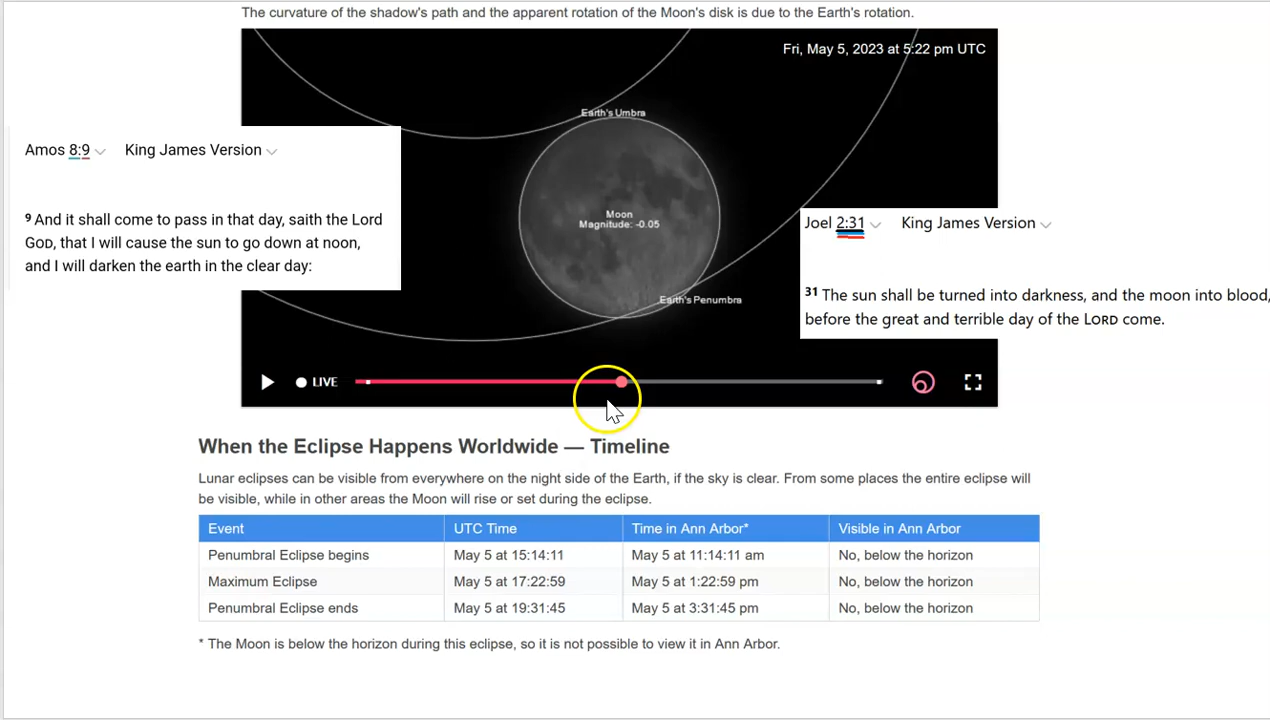 The curvature of the shadow's path and the apparent rotation of the Moon's disk is due to the Earth's rotation.
Fri, May 5, 2023 at 5:22 pm UTC
Earth's Umbra
Moon
Magnitude: -0.05
Earth's Penumbra
Amos 8:9 King James Version
9 And it shall come to pass in that day, saith the Lord
GOD, that I will cause the sun to go down at noon,
and I will darken the earth in the clear day:
Joel 2:31 King James Version
31 The sun shall be turned into darkness, and the moon into blood,
before the great and terrible day of the LORD come.
LIVE
When the Eclipse Happens Worldwide — Timeline
Lunar eclipses can be visible from everywhere on the night side of the Earth, if the sky is clear. From some places the entire eclipse will
be visible, while in other areas the Moon will rise or set during the eclipse.
Event UTC Time Time in Ann Arbor* Visible in Ann Arbor
Penumbral Eclipse begins May 5 at 15:14:11 May 5 at 11:14:11 am No, below the horizon
Maximum Eclipse May 5 at 17:22:59 May 5 at 1:22:59 pm No, below the horizon
Penumbral Eclipse ends May 5 at 19:31:45 May 5 at 3:31:45 pm No, below the horizon
* The Moon is below the horizon during this eclipse, so it is not possible to view it in Ann Arbor.